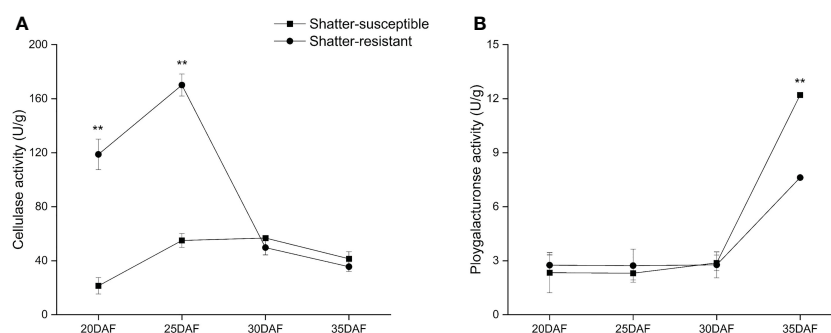 A
Shatter-susceptible
Shatter-resistant
Cellulase activity (U/g)
200
160
120
80
40
0
**
**
20DAF 25DAF 30DAF 35DAF
B
Ploygalacturonse activity (U/g)
15
12
9
6
3
0
**
20DAF 25DAF 30DAF 35DAF